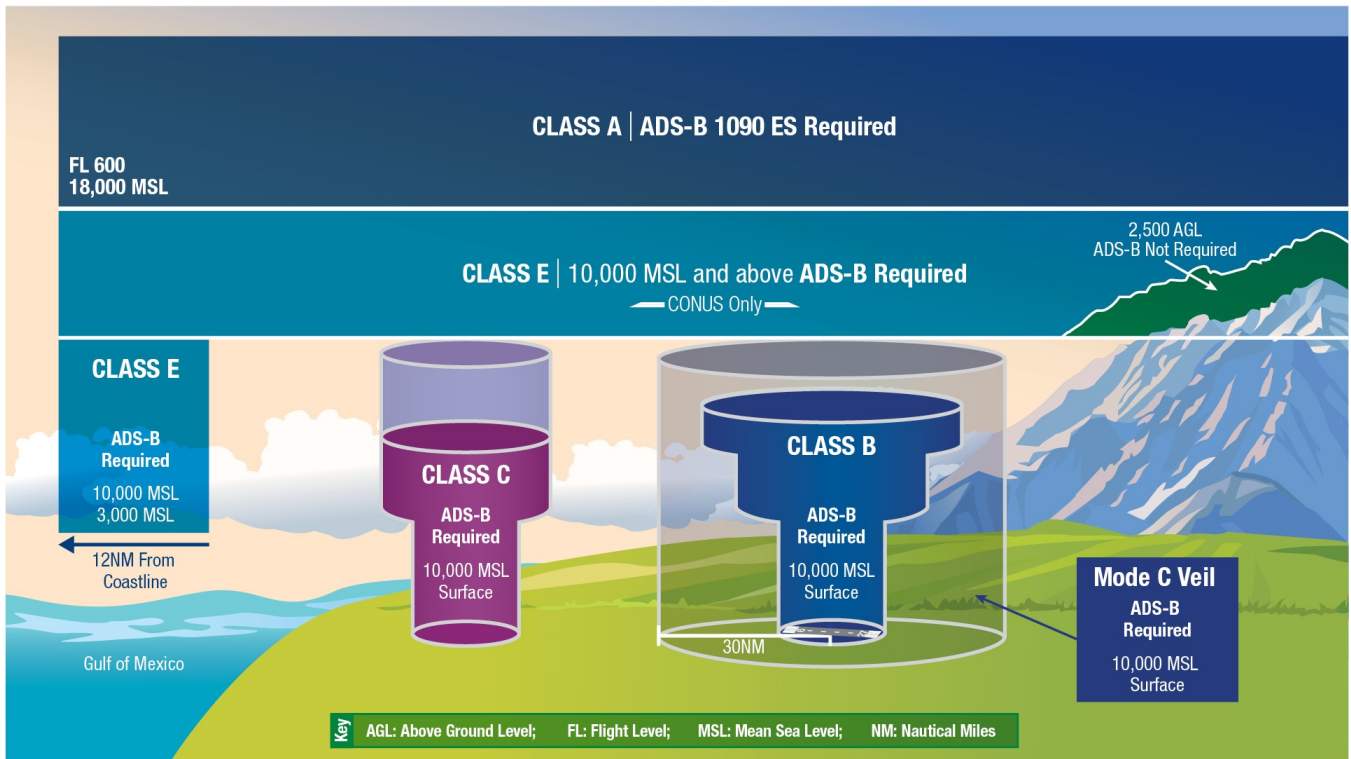 CLASS A | ADS-B 1090 ES Required
FL 600
18,000 MSL
2,500 AGL
ADS-B Not Required
CLASS E | 10,000 MSL and above ADS-B Required
CONUS Only
CLASS E
ADS-B
Required
10,000 MSL
3,000 MSL
12NM From
Coastline
Gulf of Mexico
CLASS C
ADS-B
Required
10,000 MSL
Surface
CLASS B
ADS-B
Required
10,000 MSL
Surface
30NM
Mode C Veil
ADS-B
Required
10,000 MSL
Surface
Key
AGL: Above Ground Level; FL: Flight Level; MSL: Mean Sea Level; NM: Nautical Miles